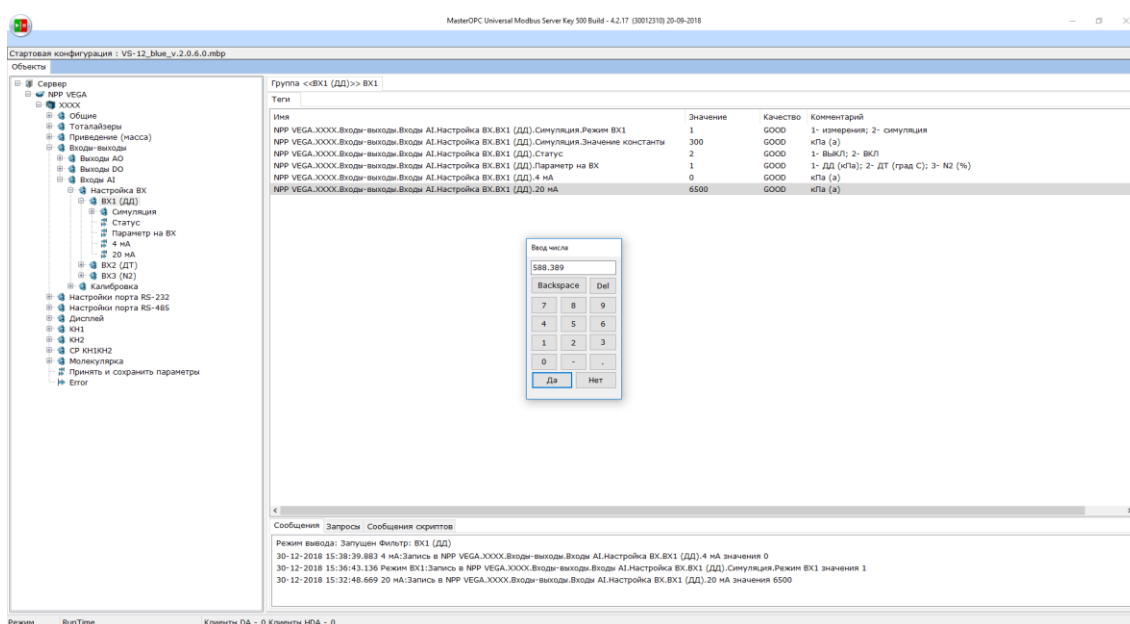 MasterOPC Universal Modbus Server Key 500 Build - 4.2.17 (30012310) 20-09-2018
Стартовая конфигурация : VS-12_blue_v.2.0.6.0.mbp
Объекты
Сервер
NPP VEGA
XXXX
Общие
Тоталайзеры
Приведение (масса)
Входы-выходы
Выходы AO
Выходы DO
Входы AI
Настройка ВХ
ВХ1 (ДД)
Симуляция
Статус
Параметр на ВХ
4 мА
20 мА
ВХ2 (ДТ)
ВХ3 (N2)
Калибровка
Настройки порта RS-232
Настройки порта RS-485
Дисплей
КН1
КН2
СР КН1КН2
Молекулярка
Принять и сохранить параметры
Error
Группа <<ВХ1 (ДД)>> ВХ1
Теги
Имя Значение Качество Комментарий
NPP VEGA.XXXX.Входы-выходы.Входы AI.Настройка ВХ.ВХ1 (ДД).Симуляция.Режим ВХ1 1 GOOD 1- измерения; 2- симуляция
NPP VEGA.XXXX.Входы-выходы.Входы AI.Настройка ВХ.ВХ1 (ДД).Симуляция.Значение константы 300 GOOD кПа (а)
NPP VEGA.XXXX.Входы-выходы.Входы AI.Настройка ВХ.ВХ1 (ДД).Статус 2 GOOD 1- ВЫКЛ; 2- ВКЛ
NPP VEGA.XXXX.Входы-выходы.Входы AI.Настройка ВХ.ВХ1 (ДД).Параметр на ВХ 1 GOOD 1- ДД (кПа); 2- ДТ (град С); 3- N2 (%)
NPP VEGA.XXXX.Входы-выходы.Входы AI.Настройка ВХ.ВХ1 (ДД).4 мА 0 GOOD кПа (а)
NPP VEGA.XXXX.Входы-выходы.Входы AI.Настройка ВХ.ВХ1 (ДД).20 мА 6500 GOOD кПа (а)
Ввод числа
588.389
Backspace Del
7 8 9
4 5 6
1 2 3
0 - .
Да Нет
Сообщения Запросы Сообщения скриптов
Режим вывода: Запущен Фильтр: ВХ1 (ДД)
30-12-2018 15:38:39.883 4 мА:Запись в NPP VEGA.XXXX.Входы-выходы.Входы AI.Настройка ВХ.ВХ1 (ДД).4 мА значения 0
30-12-2018 15:36:43.136 Режим ВХ1:Запись в NPP VEGA.XXXX.Входы-выходы.Входы AI.Настройка ВХ.ВХ1 (ДД).Симуляция.Режим ВХ1 значения 1
30-12-2018 15:32:48.669 20 мА:Запись в NPP VEGA.XXXX.Входы-выходы.Входы AI.Настройка ВХ.ВХ1 (ДД).20 мА значения 6500
Режим RunTime Клиенты DA - 0 Клиенты HDA - 0